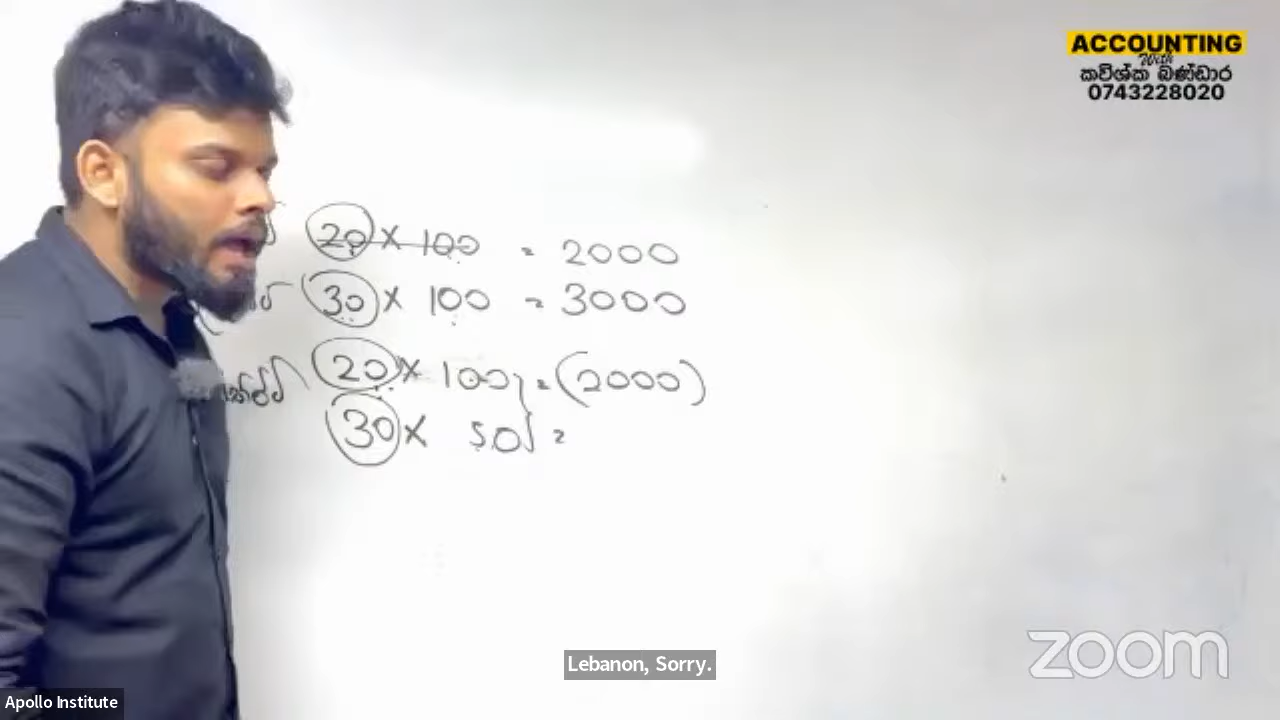 ACCOUNTING
With
කවිශ්ක බණ්ඩාර
0743228020
20 × 100 = 2000
30 × 100 = 3000
20 × 100 = (2000)
30 × 50 =
Lebanon, Sorry.
zoom
Apollo Institute